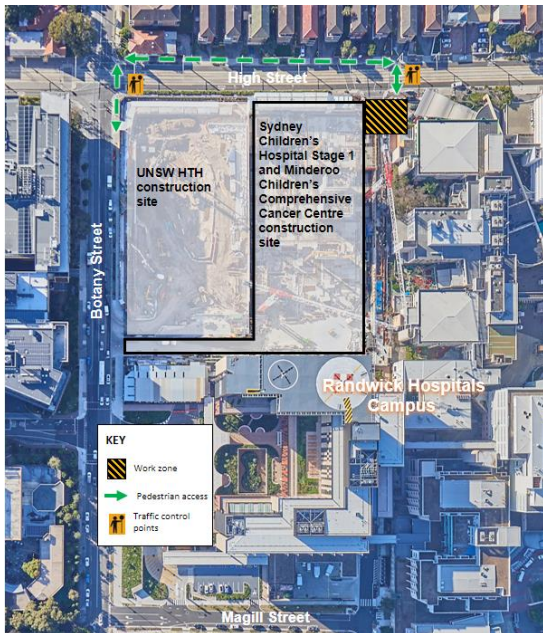 High Street
UNSW HTH
construction
site
Sydney
Children's
Hospital Stage 1
and Minderoo
Children's
Comprehensive
Cancer Centre
construction
site
Botany Street
Randwick Hospitals
Campus
KEY
Work zone
Pedestrian access
Traffic control
points
Magill Street